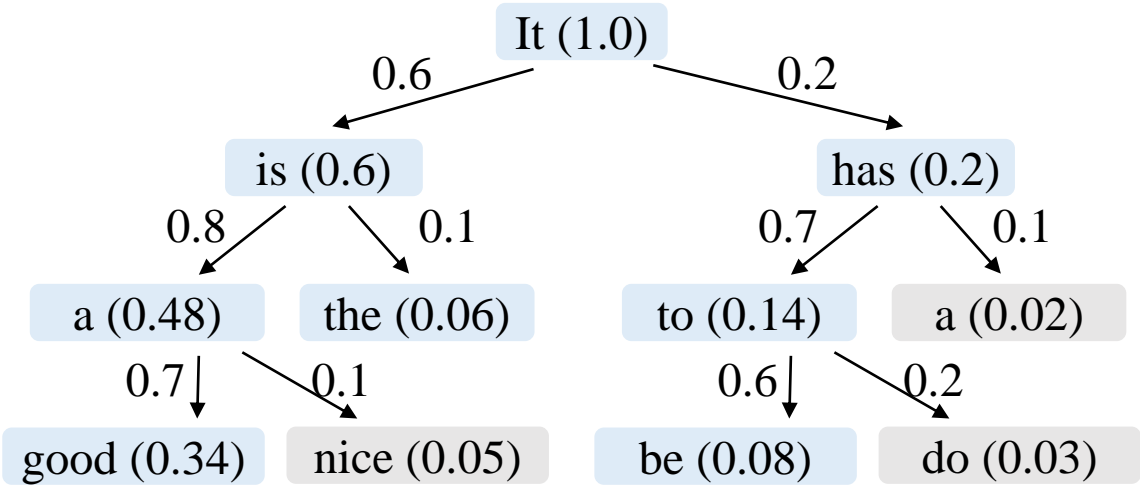 It (1.0)
0.6 0.2
is (0.6) has (0.2)
0.8 0.1 0.7 0.1
a (0.48) the (0.06) to (0.14) a (0.02)
0.7 0.1 0.6 0.2
good (0.34) nice (0.05) be (0.08) do (0.03)